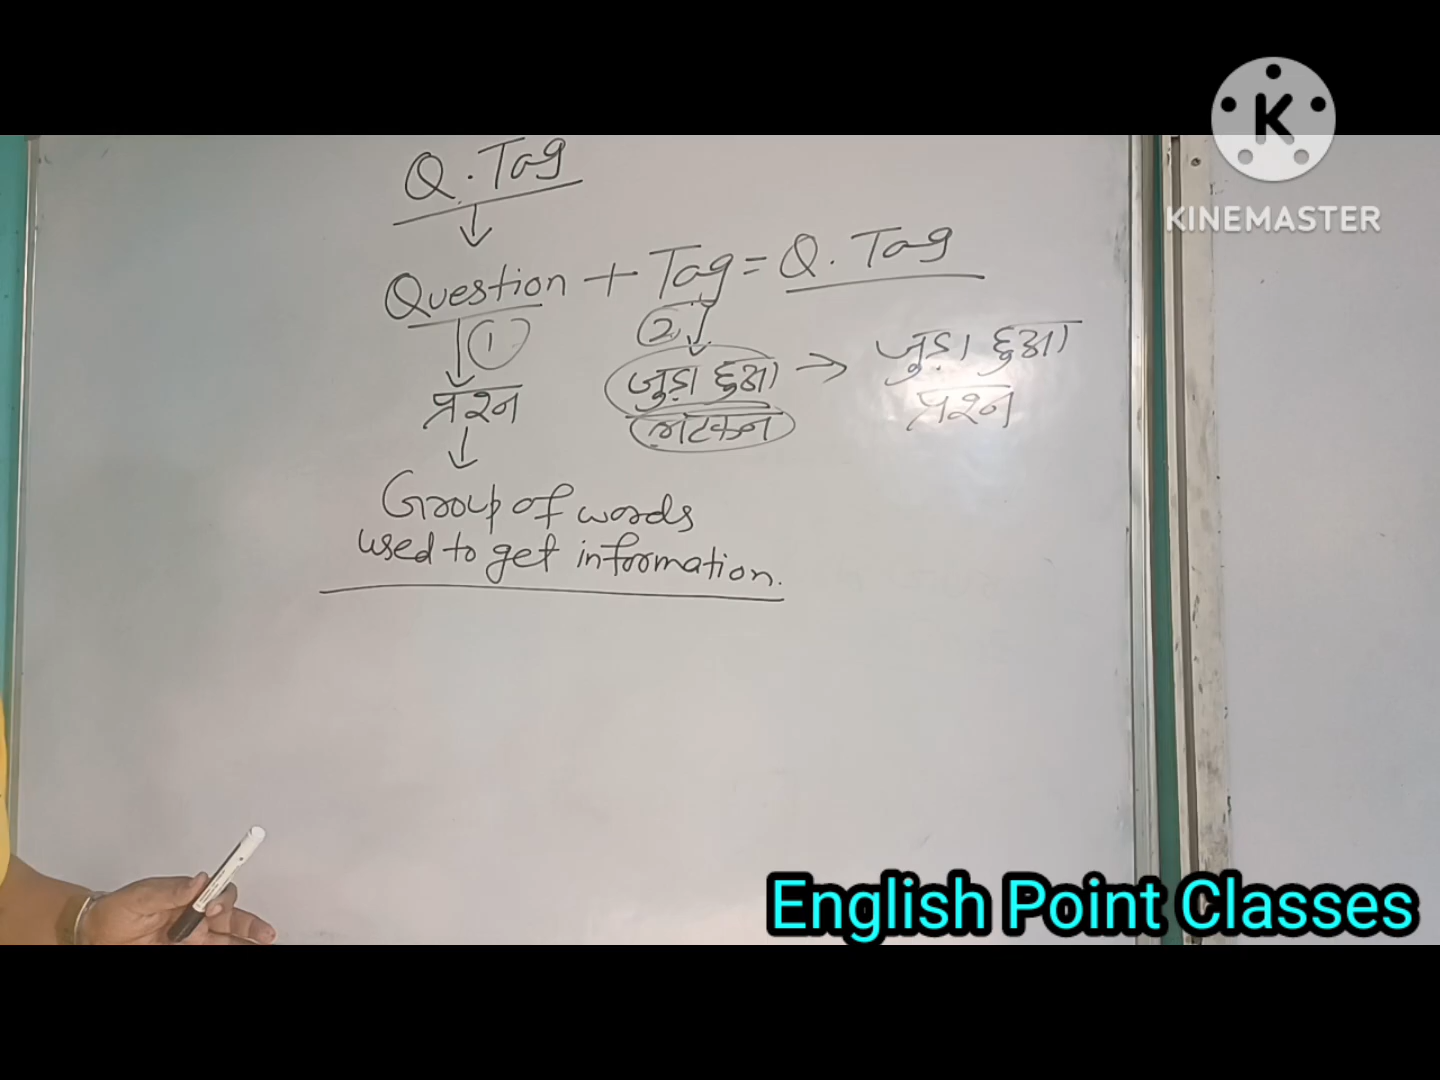 Q. Tag
Question + Tag = Q. Tag
1
2
प्रश्न
जुड़ा हुआ → जुड़ा हुआ
लटकन
प्रश्न
Group of words
used to get information.
K
KINEMASTER
English Point Classes